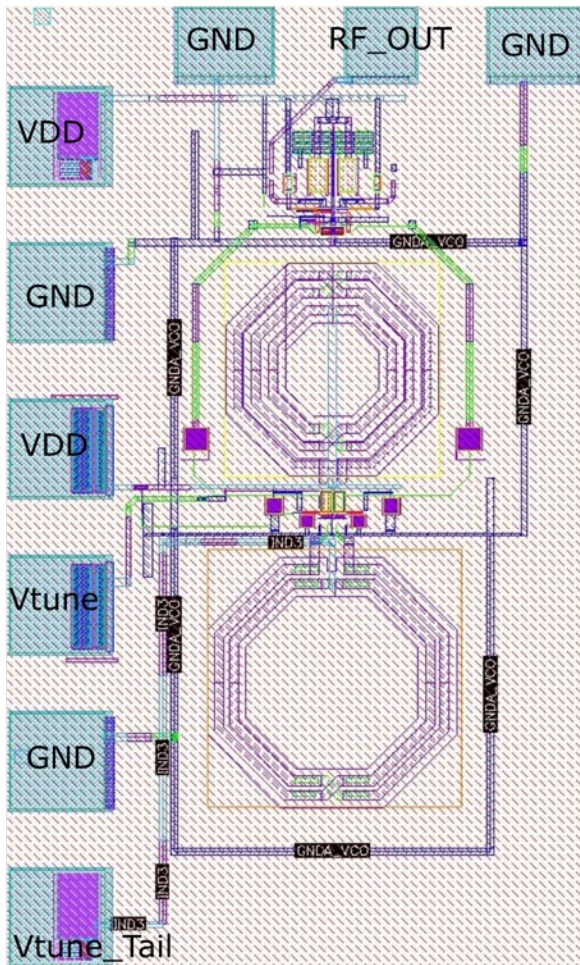 GND
RF_OUT
GND
VDD
GND
GNDA_VCO
GNDA_VCO
GNDA_VCO
VDD
IND3
Vtune
IND3
GNDA_VCO
GNDA_VCO
GND
IND3
GNDA_VCO
IND3
IND3
Vtune_Tail